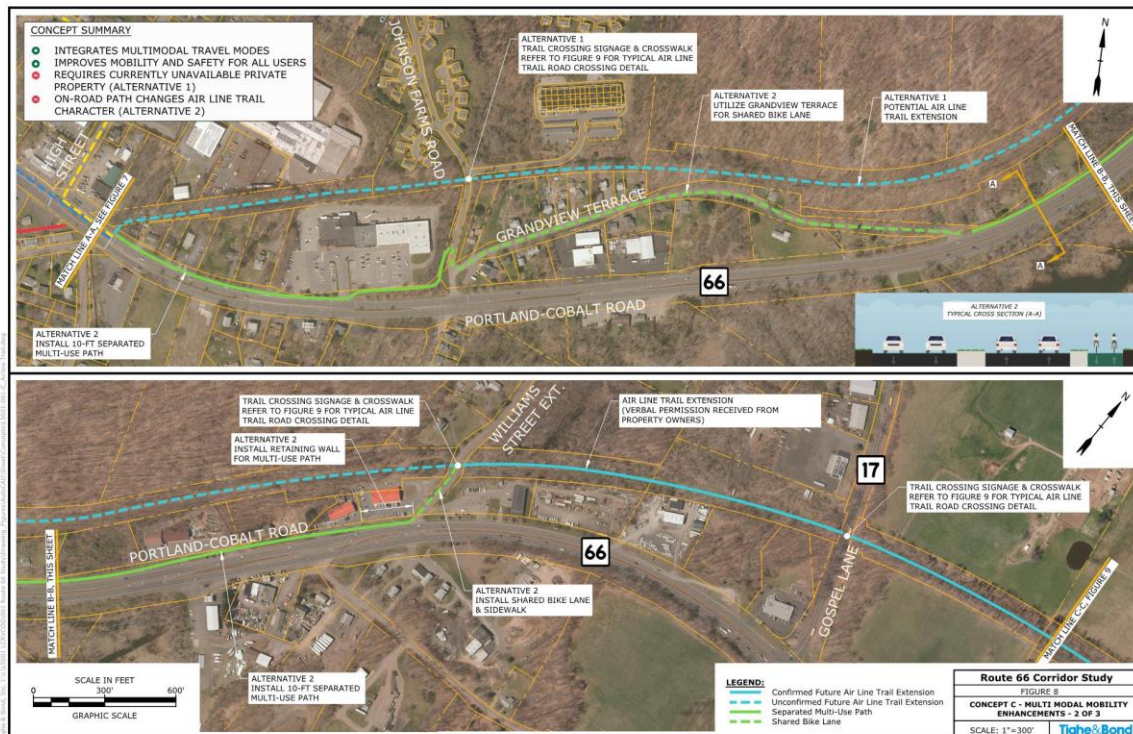 CONCEPT SUMMARY
INTEGRATES MULTIMODAL TRAVEL MODES
IMPROVES MOBILITY AND SAFETY FOR ALL USERS
REQUIRES CURRENTLY UNAVAILABLE PRIVATE
PROPERTY (ALTERNATIVE 1)
ON-ROAD PATH CHANGES AIR LINE TRAIL
CHARACTER (ALTERNATIVE 2)
HIGH STREET
MATCH LINE A-A, SEE FIGURE 7
JOHNSON FARMS ROAD
ALTERNATIVE 1
TRAIL CROSSING SIGNAGE & CROSSWALK
REFER TO FIGURE 9 FOR TYPICAL AIR LINE
TRAIL ROAD CROSSING DETAIL
ALTERNATIVE 2
UTILIZE GRANDVIEW TERRACE
FOR SHARED BIKE LANE
ALTERNATIVE 1
POTENTIAL AIR LINE
TRAIL EXTENSION
N
MATCH LINE B-B, THIS SHEET
A
A
GRANDVIEW TERRACE
66
PORTLAND-COBALT ROAD
ALTERNATIVE 2
INSTALL 10-FT SEPARATED
MULTI-USE PATH
ALTERNATIVE 2
TYPICAL CROSS SECTION (A-A)
TRAIL CROSSING SIGNAGE & CROSSWALK
REFER TO FIGURE 9 FOR TYPICAL AIR LINE
TRAIL ROAD CROSSING DETAIL
ALTERNATIVE 2
INSTALL RETAINING WALL
FOR MULTI-USE PATH
WILLIAMS
STREET EXT.
AIR LINE TRAIL EXTENSION
(VERBAL PERMISSION RECEIVED FROM
PROPERTY OWNERS)
17
N
TRAIL CROSSING SIGNAGE & CROSSWALK
REFER TO FIGURE 9 FOR TYPICAL AIR LINE
TRAIL ROAD CROSSING DETAIL
PORTLAND-COBALT ROAD
66
GOSPEL LANE
MATCH LINE B-B, THIS SHEET
MATCH LINE C-C, FIGURE 9
ALTERNATIVE 2
INSTALL SHARED BIKE LANE
& SIDEWALK
ALTERNATIVE 2
INSTALL 10-FT SEPARATED
MULTI-USE PATH
SCALE IN FEET
0 300' 600'
GRAPHIC SCALE
LEGEND:
Confirmed Future Air Line Trail Extension
Unconfirmed Future Air Line Trail Extension
Separated Multi-Use Path
Shared Bike Lane
Route 66 Corridor Study
FIGURE 8
CONCEPT C - MULTI MODAL MOBILITY
ENHANCEMENTS - 2 OF 3
SCALE: 1"=300'
Tighe&Bond